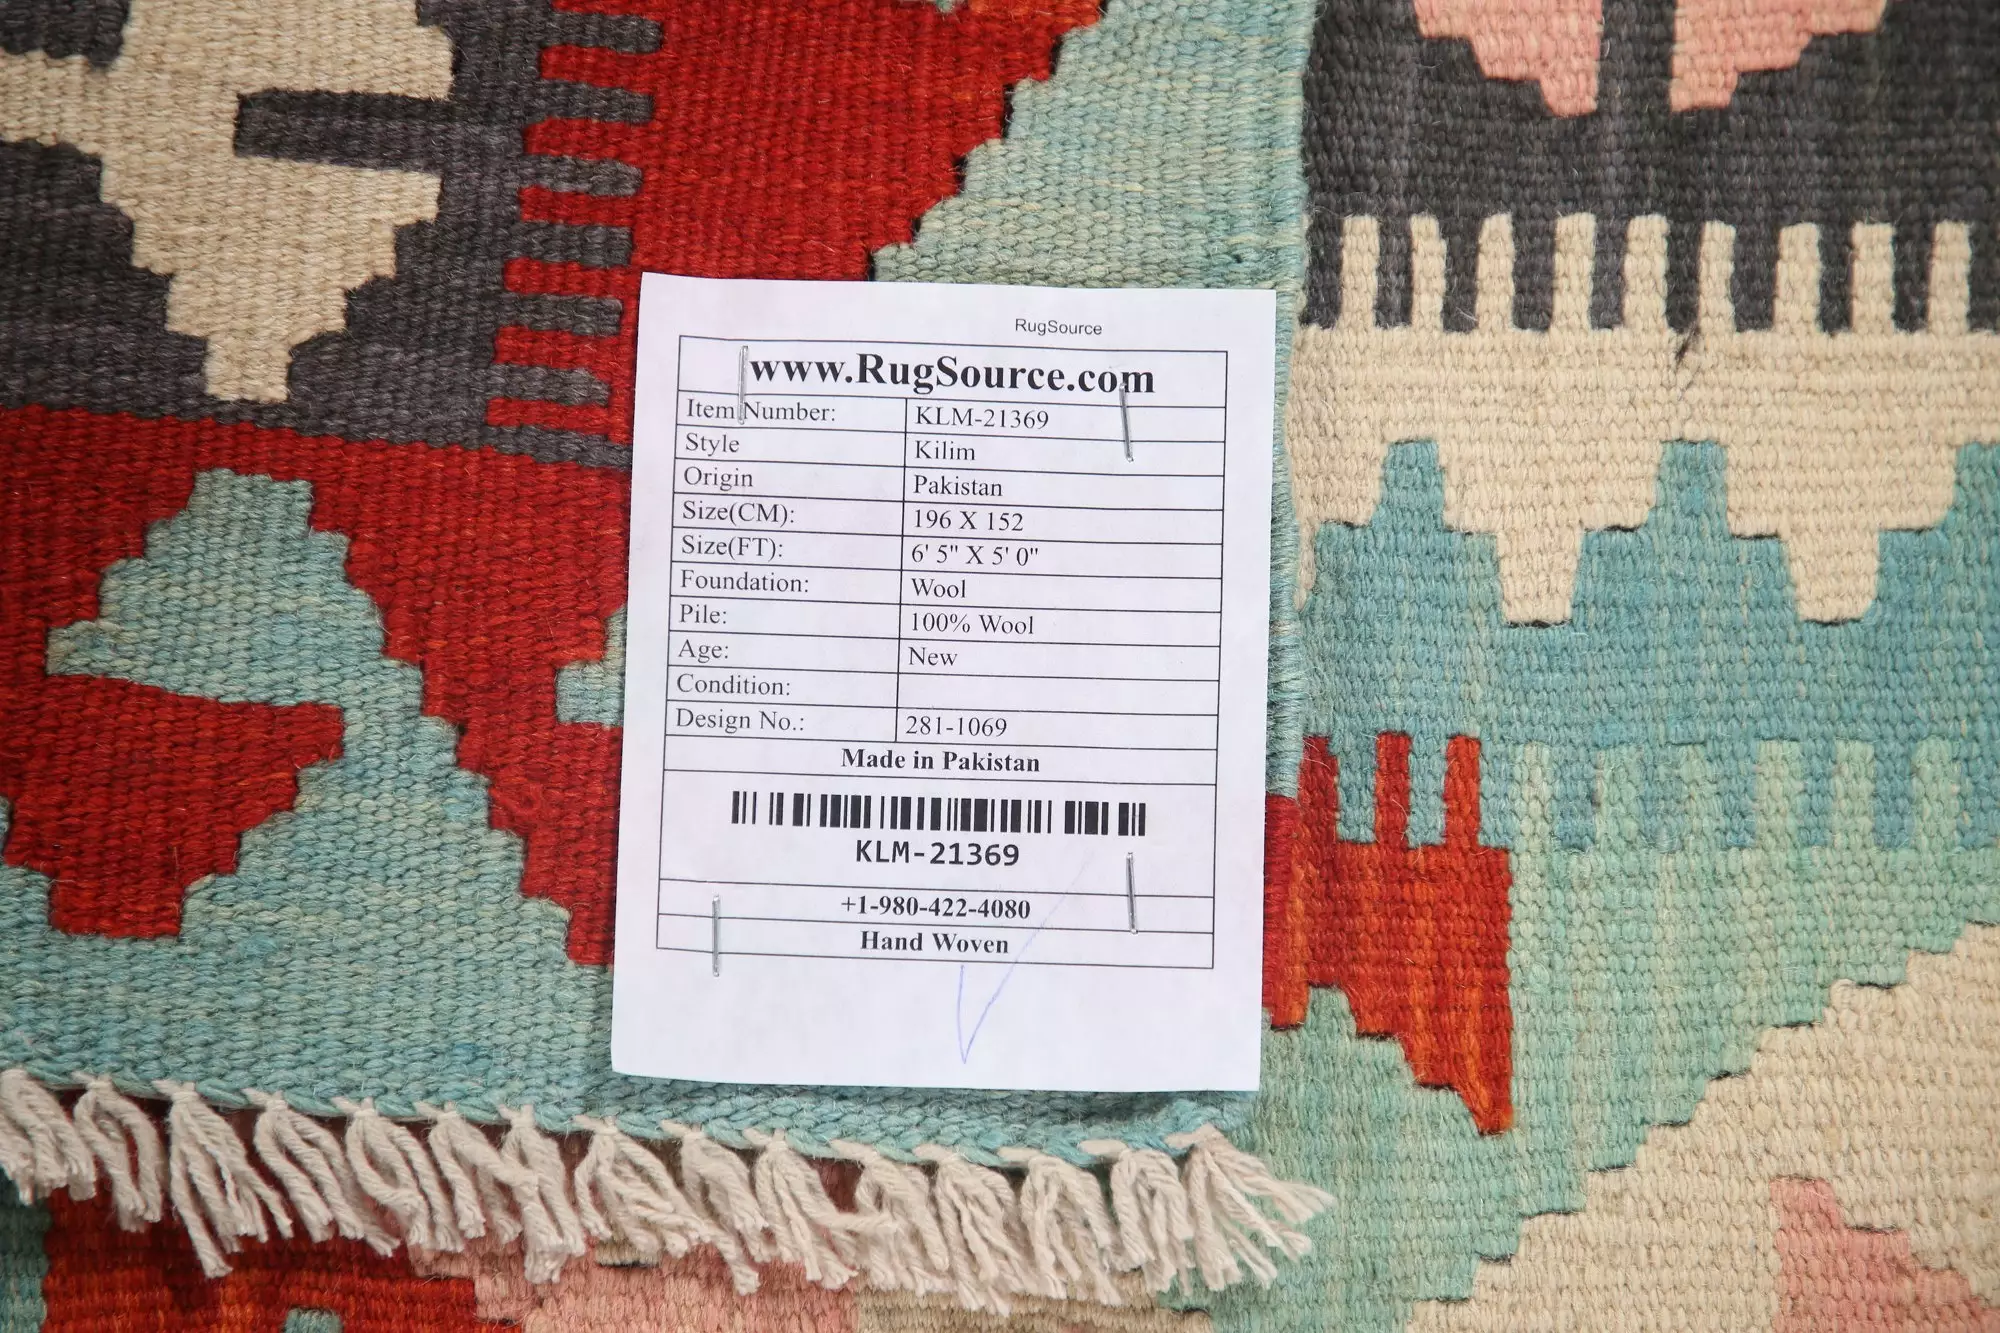 RugSource
www.RugSource.com
Item Number: KLM-21369
Style Kilim
Origin Pakistan
Size(CM): 196 X 152
Size(FT): 6' 5" X 5' 0"
Foundation: Wool
Pile: 100% Wool
Age: New
Condition:
Design No.: 281-1069
Made in Pakistan
KLM-21369
+1-980-422-4080
Hand Woven